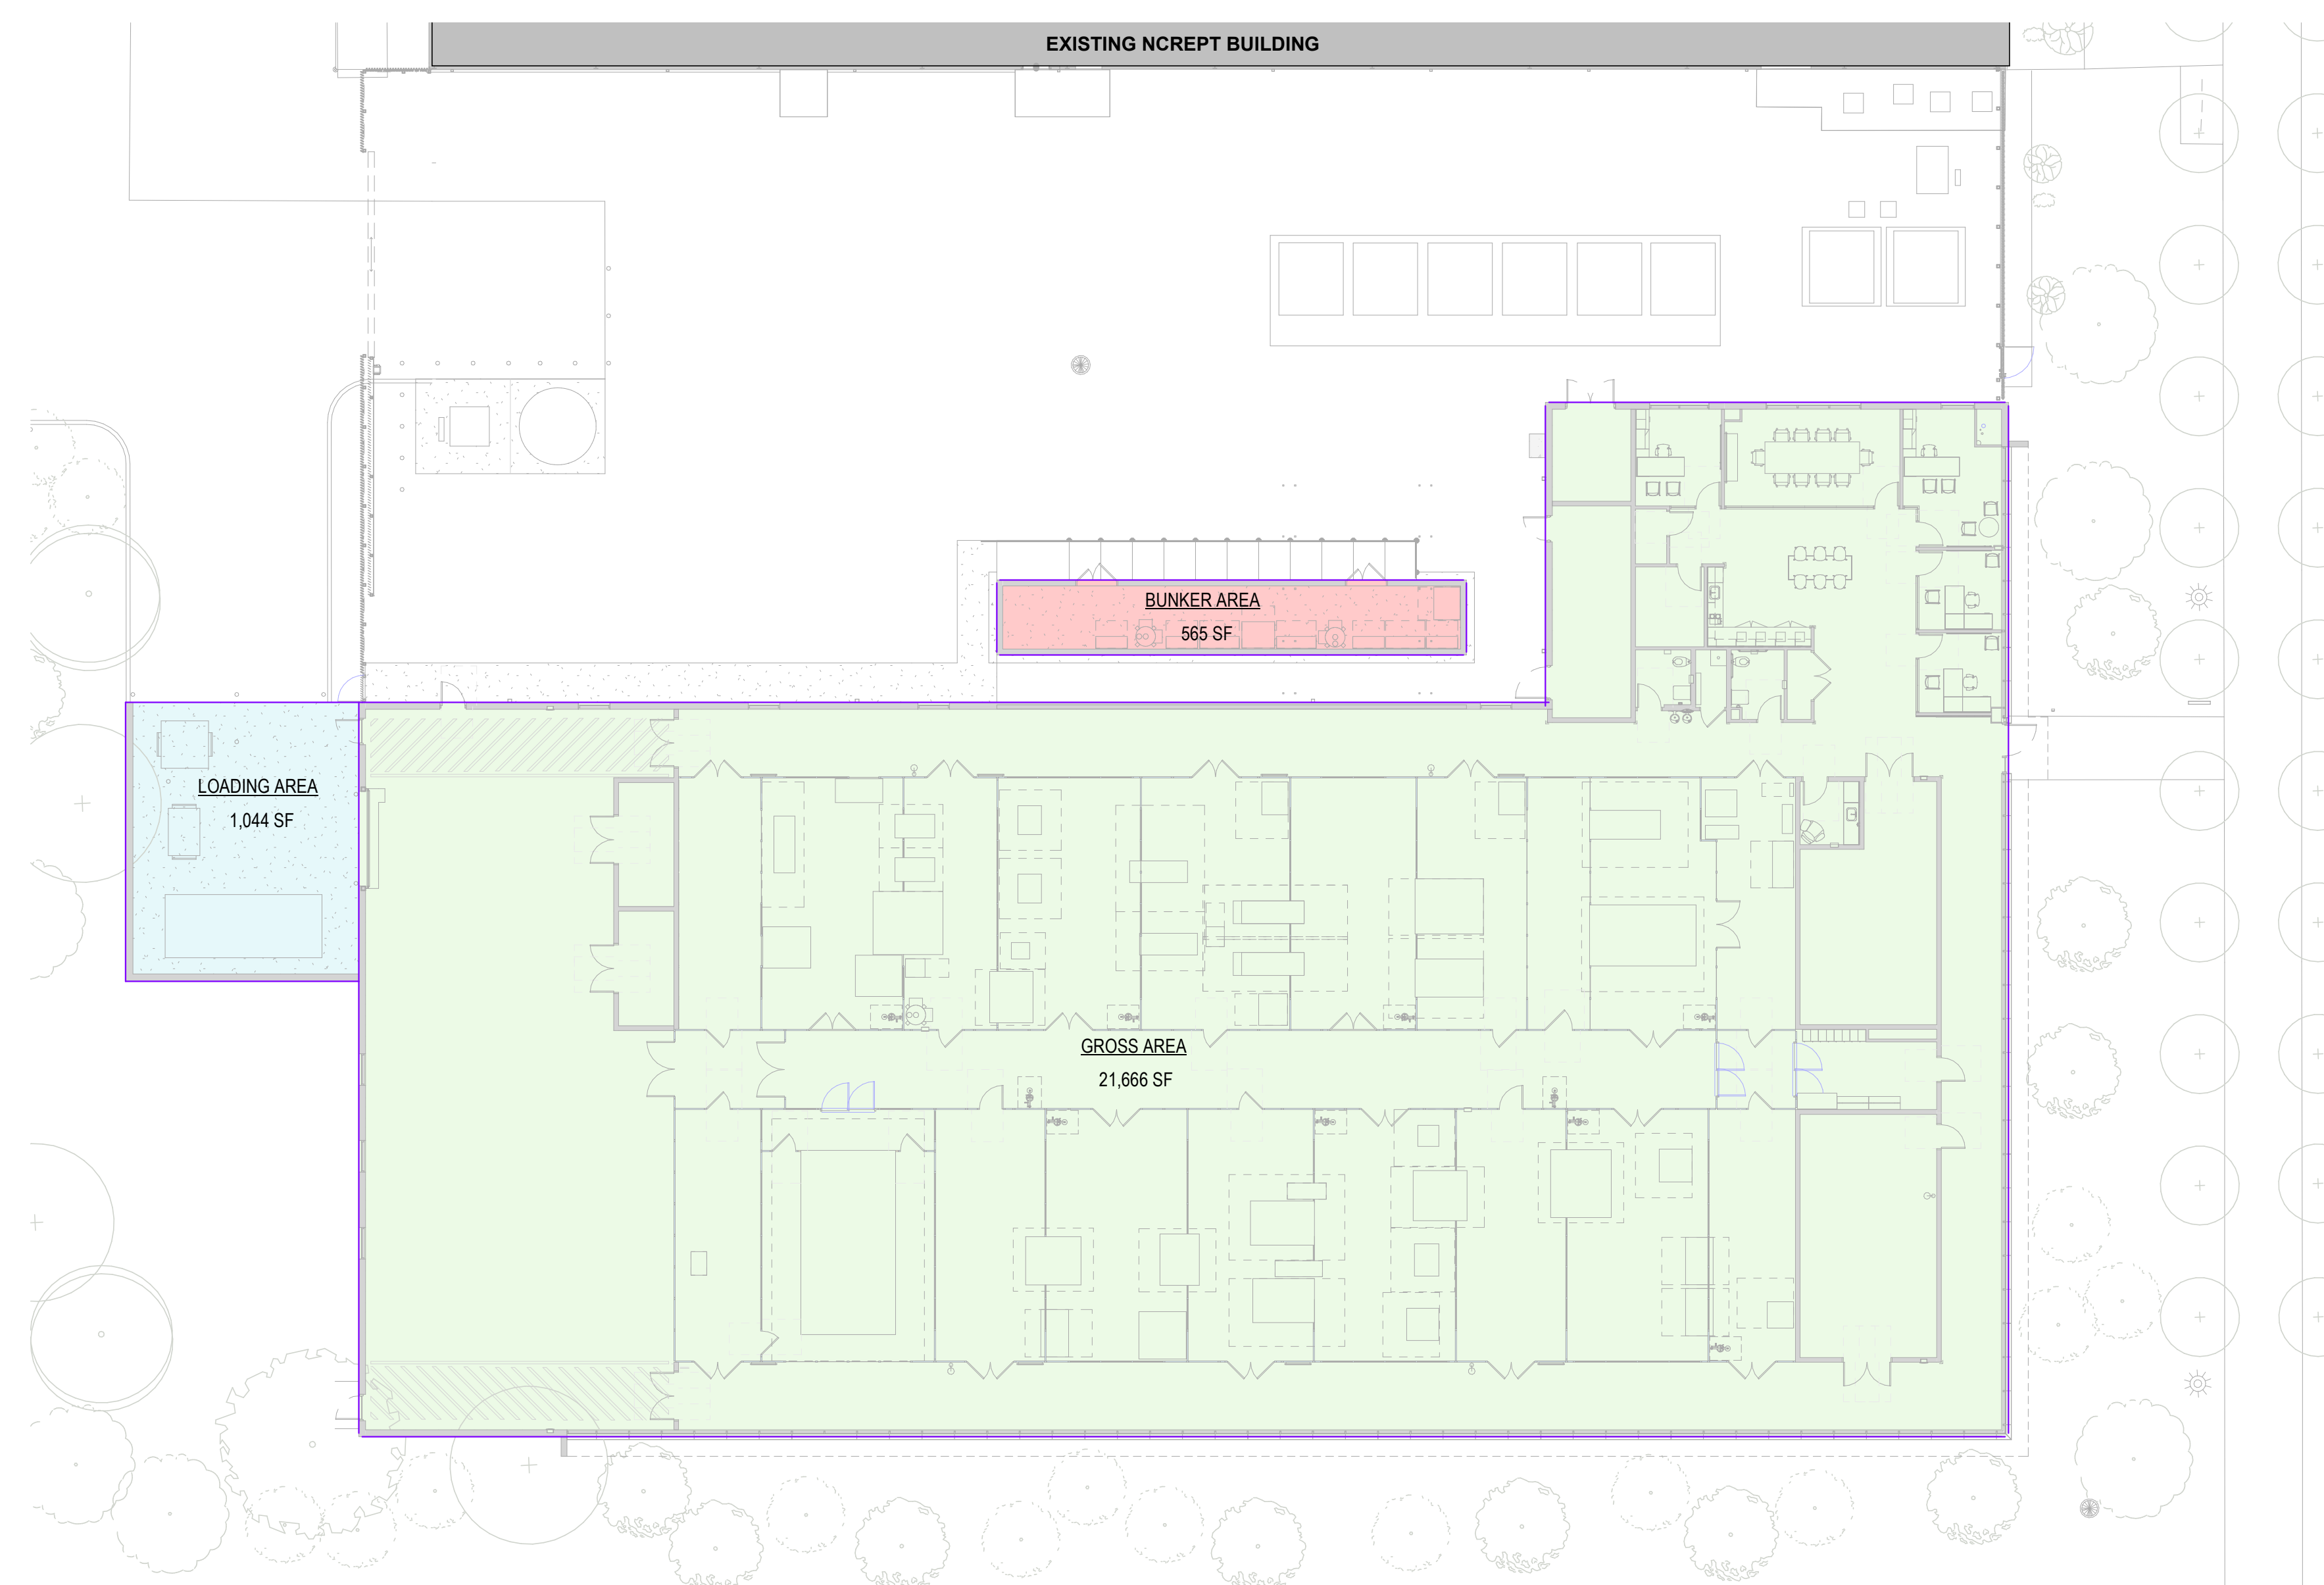 EXISTING NCREPT BUILDING
BUNKER AREA
565 SF
LOADING AREA
1,044 SF
GROSS AREA
21,666 SF